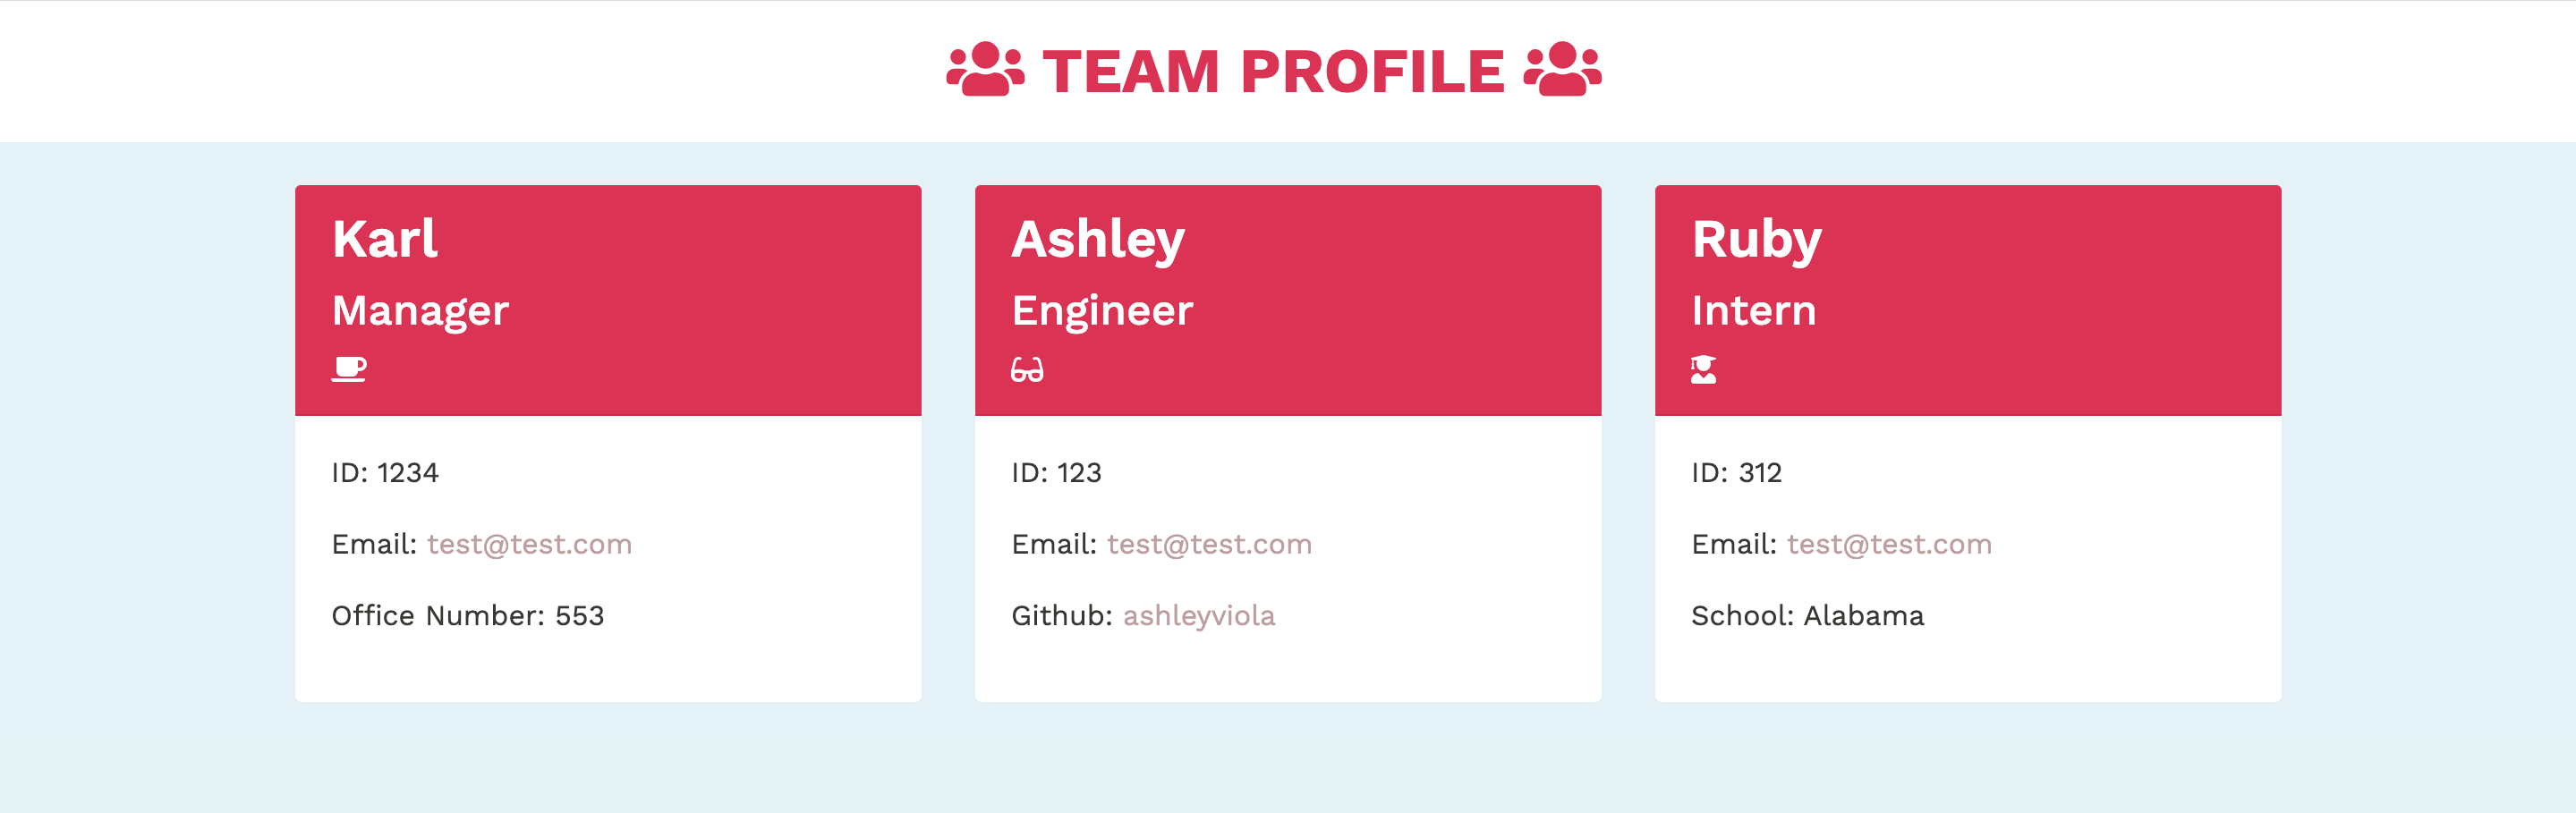 TEAM PROFILE
Karl
Manager
ID: 1234
Email: test@test.com
Office Number: 553
Ashley
Engineer
ID: 123
Email: test@test.com
Github: ashleyviola
Ruby
Intern
ID: 312
Email: test@test.com
School: Alabama